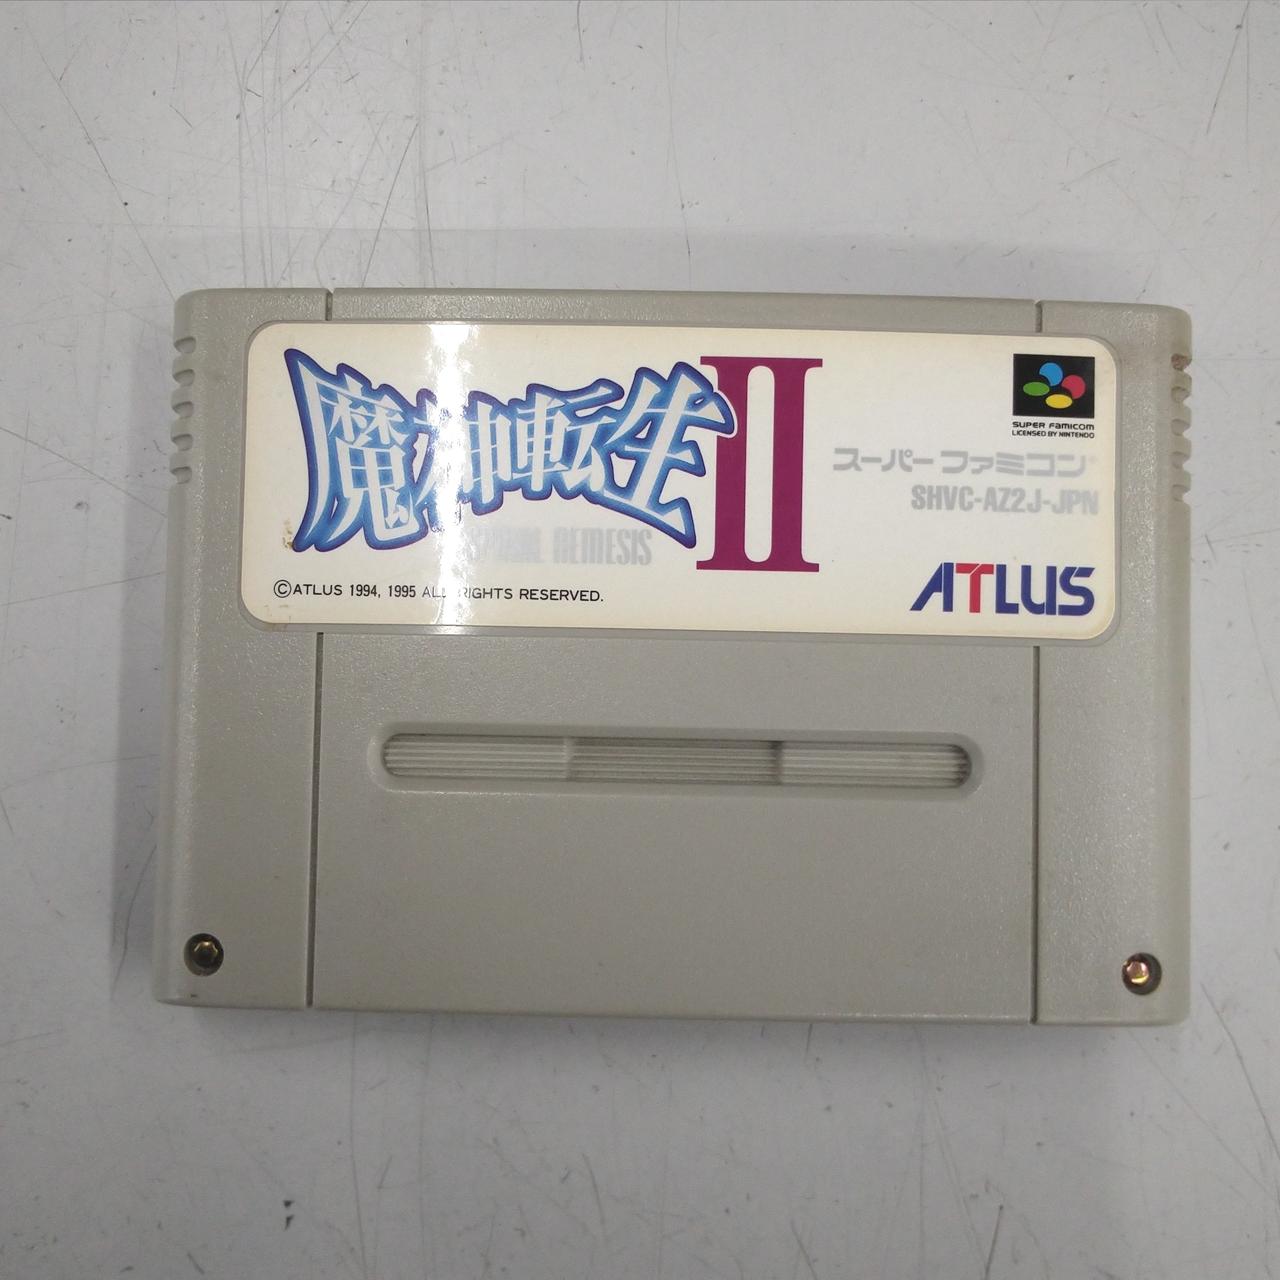 魔神転生II
SPIRAL NEMESIS
©ATLUS 1994, 1995 ALL RIGHTS RESERVED.
SUPER FAMICOM
LICENSED BY NINTENDO
スーパーファミコン®
SHVC-AZ2J-JPN
ATLUS